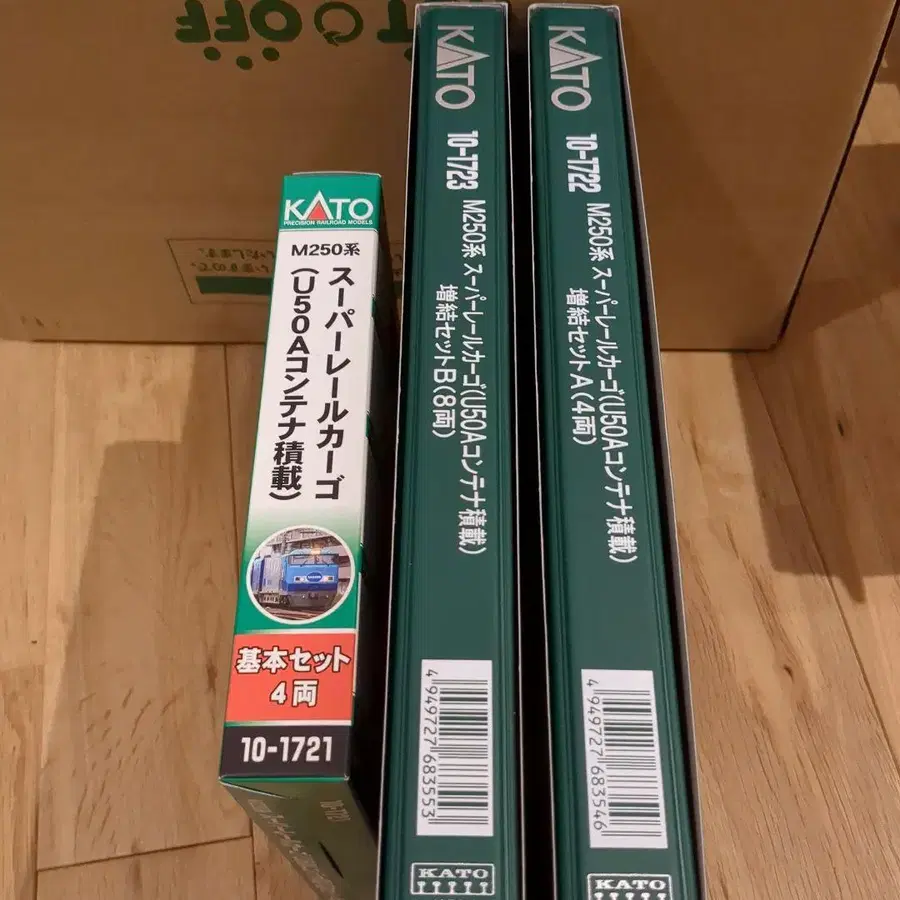 OFF
KATO
PRECISION RAILROAD MODELS
M250系
スーパーレールカーゴ
(U50Aコンテナ積載)
基本セット
4両
10-1721
KATO
10-1723
M250系 スーパーレールカーゴ(U50Aコンテナ積載)
増結セットB(8両)
4 949727 683553
KATO
KATO
10-1722
M250系 スーパーレールカーゴ(U50Aコンテナ積載)
増結セットA(4両)
4 949727 683546
KATO